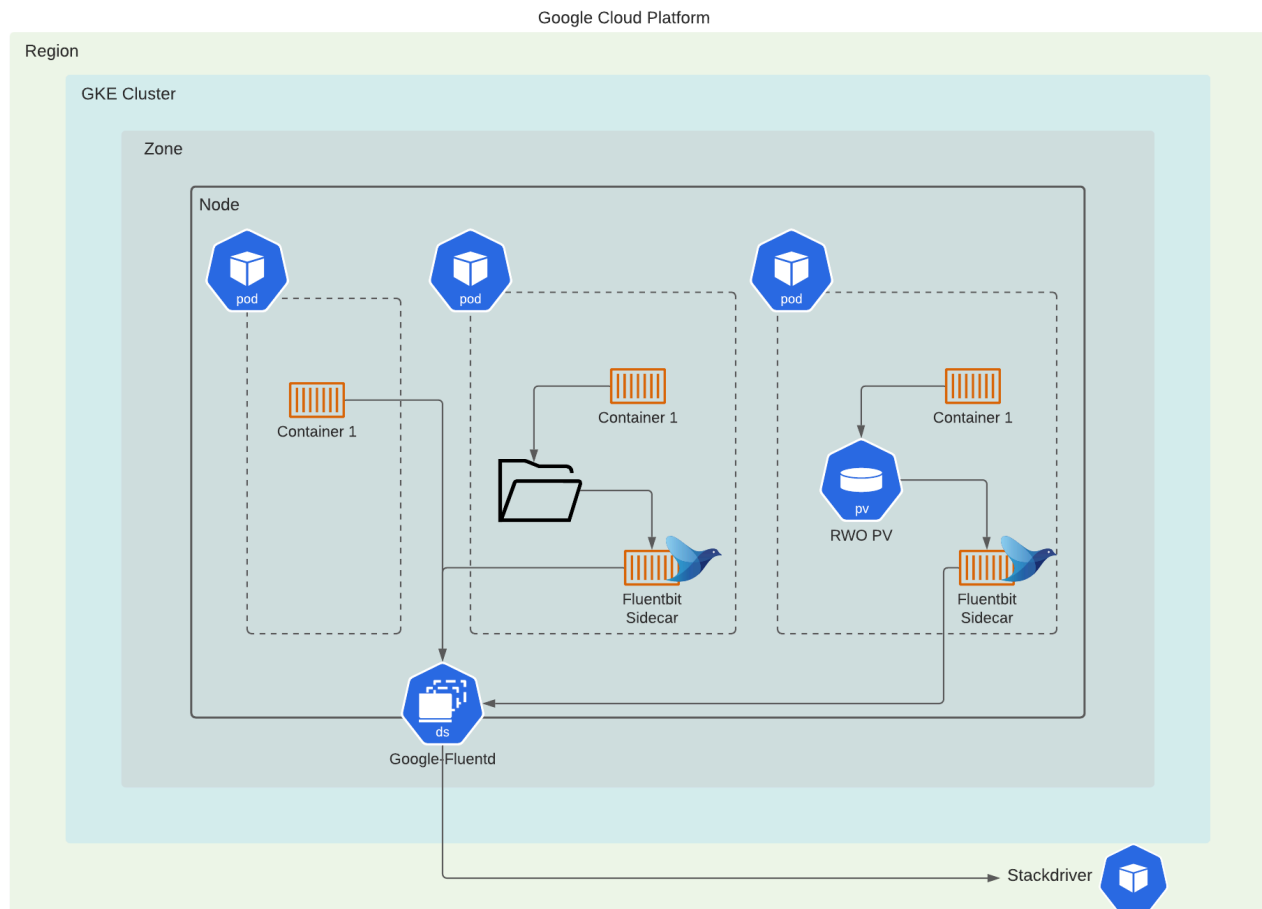 Google Cloud Platform
Region
GKE Cluster
Zone
Node
pod
pod
pod
Container 1
Container 1
Container 1
pv
RWO PV
Fluentbit
Sidecar
Fluentbit
Sidecar
ds
Google-Fluentd
Stackdriver